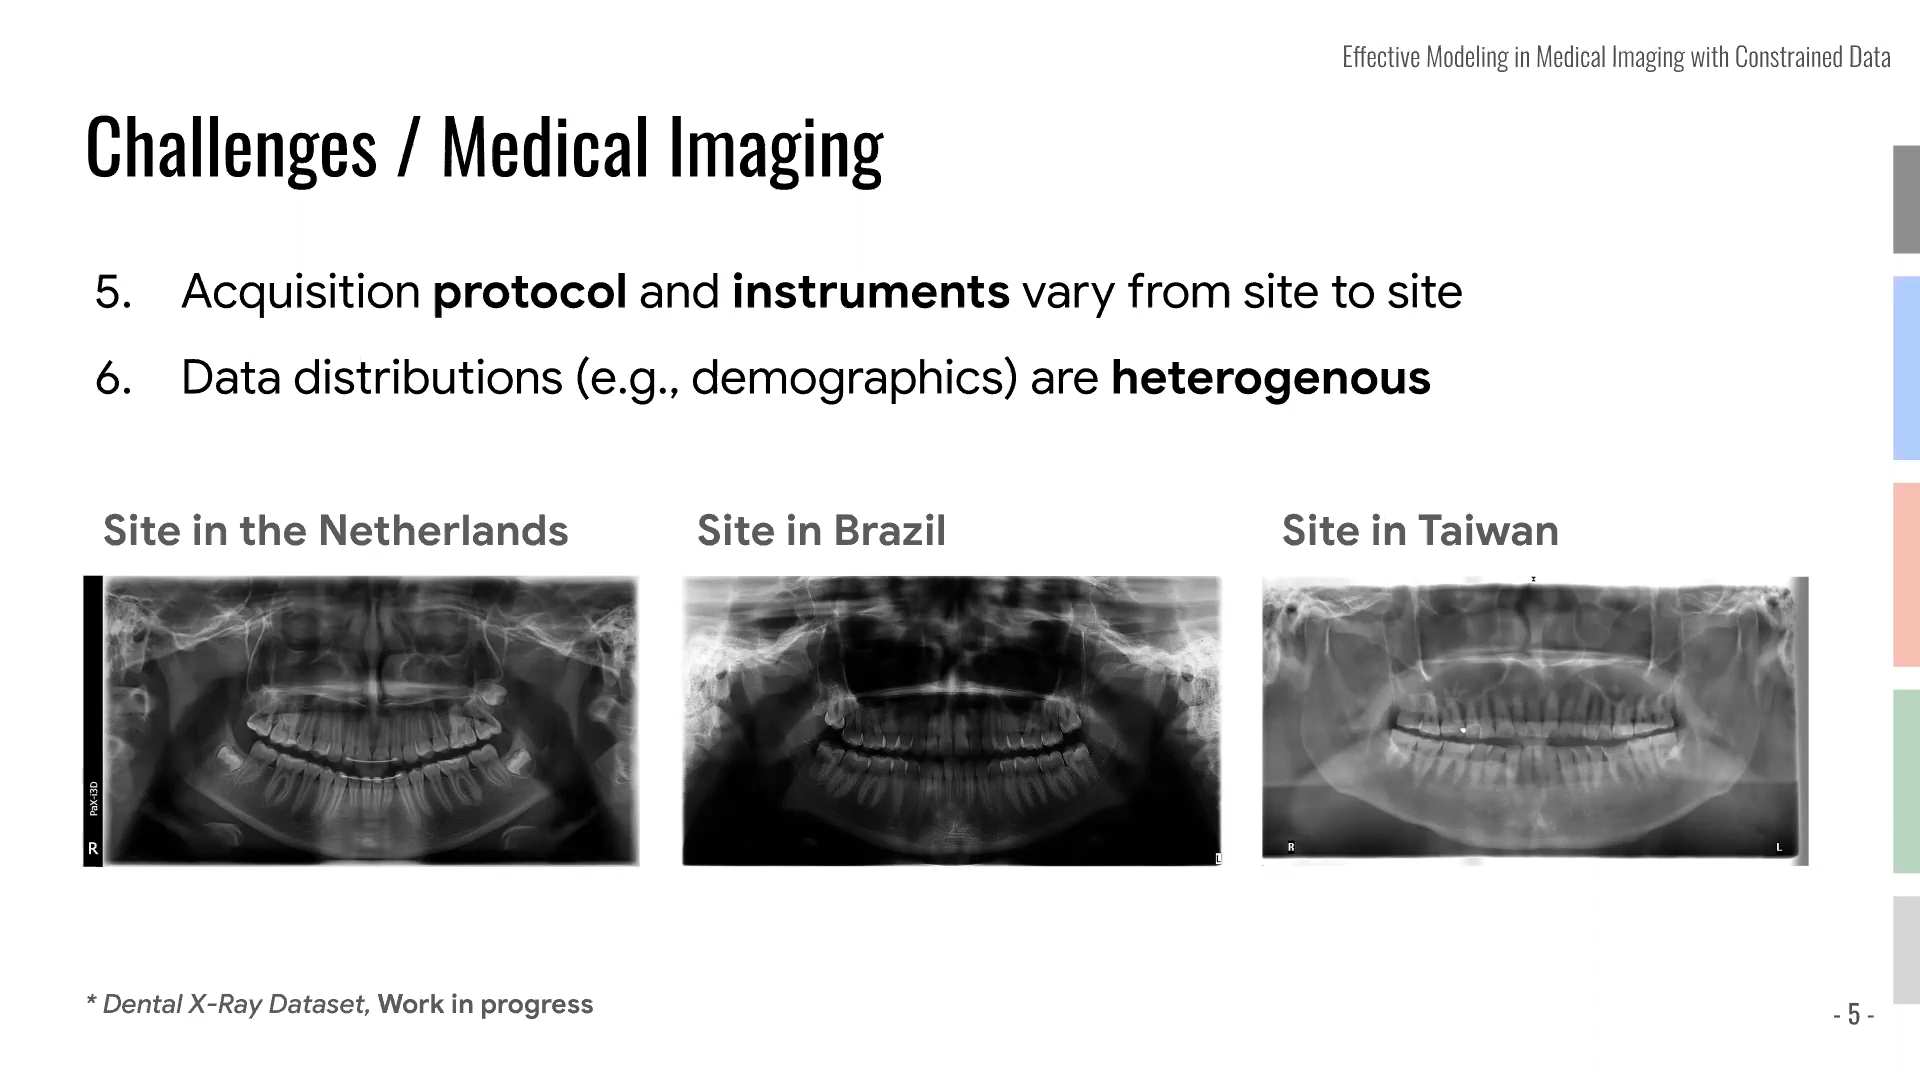 Effective Modeling in Medical Imaging with Constrained Data
Challenges / Medical Imaging
5. Acquisition protocol and instruments vary from site to site
6. Data distributions (e.g., demographics) are heterogenous
Site in the Netherlands
Site in Brazil
Site in Taiwan
PaX-i3D
R
L
R
L
* Dental X-Ray Dataset, Work in progress
- 5 -